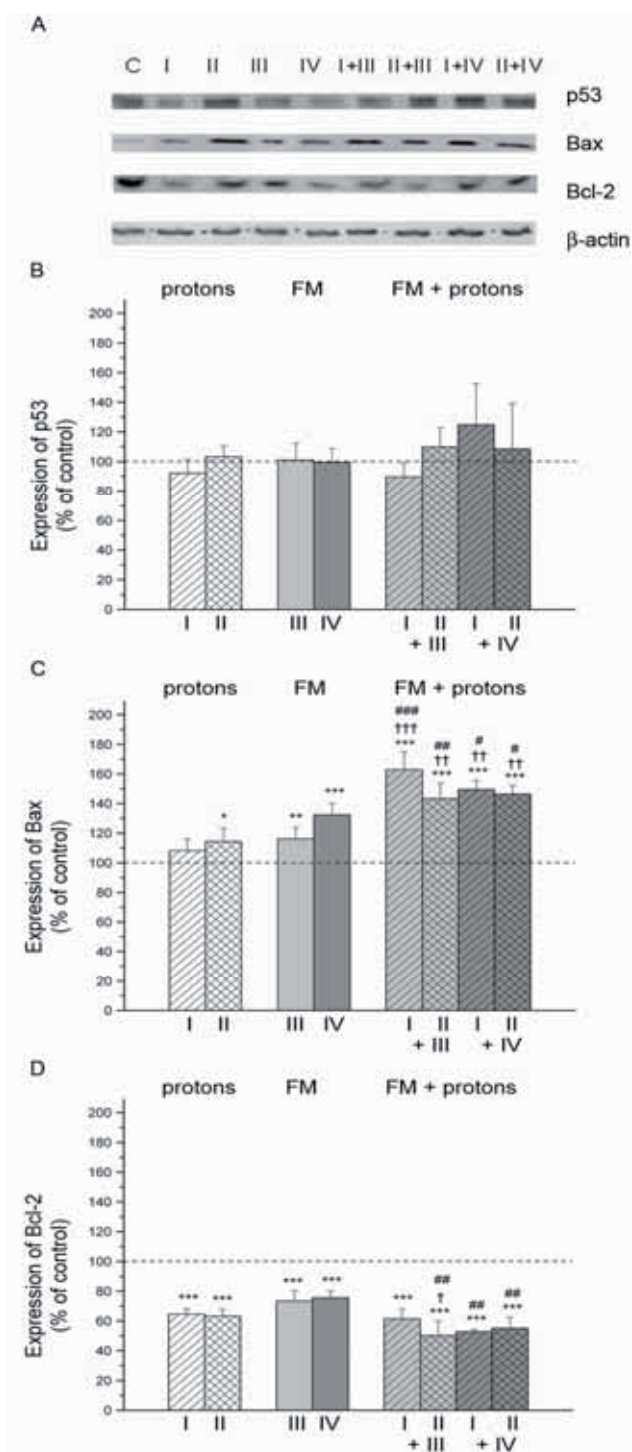 A
C I II III IV I+III II+III I+IV II+IV
p53
Bax
Bcl-2
β-actin
B
protons FM FM + protons
Expression of p53
(% of control)
200
180
160
140
120
100
80
60
40
20
0
I II III IV I II I II
+ III + IV
C
protons FM FM + protons
Expression of Bax
(% of control)
200
180
160
140
120
100
80
60
40
20
0
* ** *** ### ††† *** ## †† *** # †† *** # †† ***
I II III IV I II I II
+ III + IV
D
protons FM FM + protons
Expression of Bcl-2
(% of control)
200
180
160
140
120
100
80
60
40
20
0
*** *** *** *** *** ## † *** ## *** ## ***
I II III IV I II I II
+ III + IV